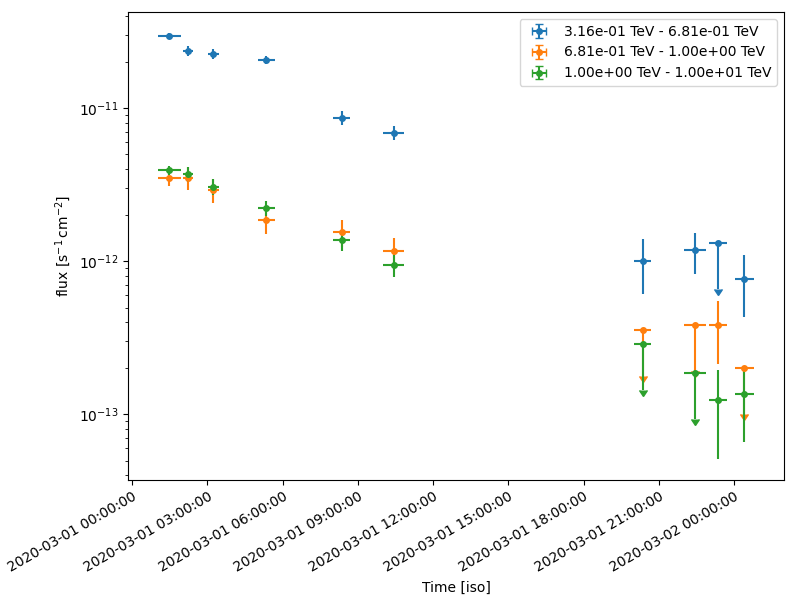 3.16e-01 TeV - 6.81e-01 TeV
6.81e-01 TeV - 1.00e+00 TeV
1.00e+00 TeV - 1.00e+01 TeV
flux [s⁻¹ cm⁻²]
10⁻¹¹
10⁻¹²
10⁻¹³
2020-03-01 00:00:00
2020-03-01 03:00:00
2020-03-01 06:00:00
2020-03-01 09:00:00
2020-03-01 12:00:00
2020-03-01 15:00:00
2020-03-01 18:00:00
2020-03-01 21:00:00
2020-03-02 00:00:00
Time [iso]